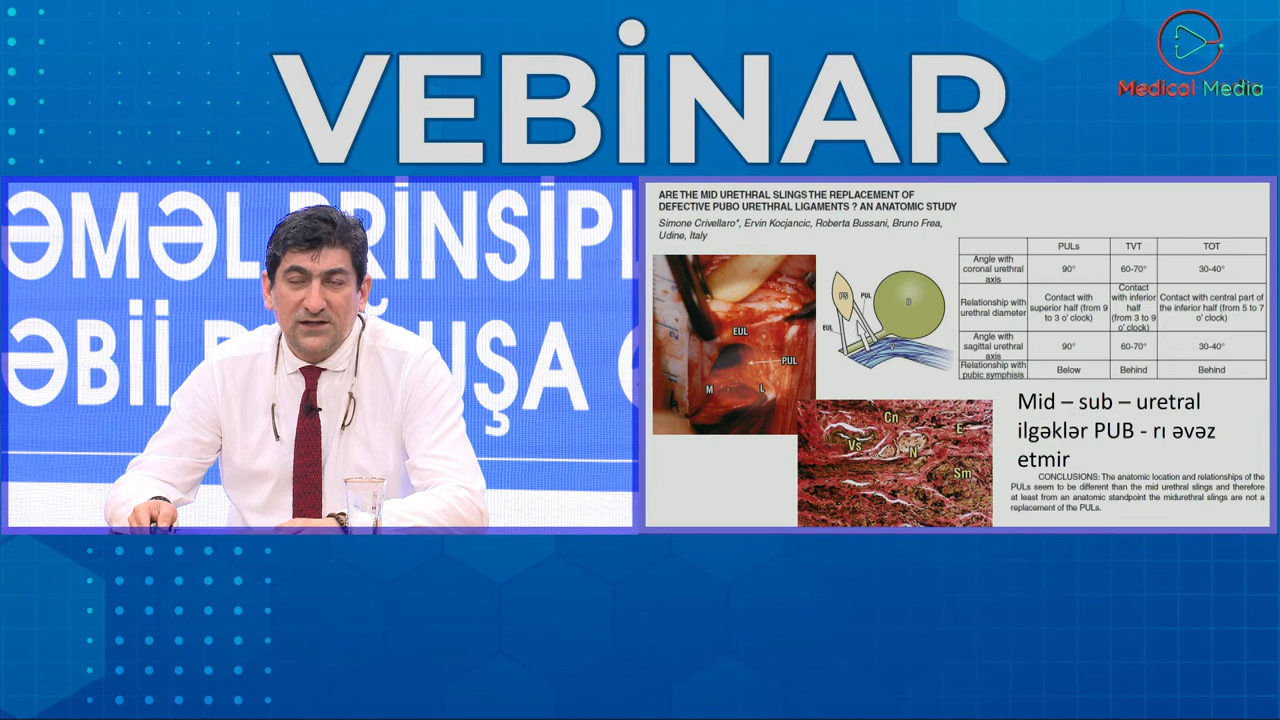 VEBİNAR
Medical Media
ƏMƏL PRİNSİPL
ƏBİİ D
ŞA
ARE THE MID URETHRAL SLINGS THE REPLACEMENT OF
DEFECTIVE PUBO URETHRAL LIGAMENTS ? AN ANATOMIC STUDY
Simone Crivellaro*, Ervin Kocjancic, Roberta Bussani, Bruno Frea,
Udine, Italy
EUL
PUL
M
L
PS
PUL
B
EUL
Cn
E
Vs
N
Sm
PULs TVT TOT
Angle with coronal urethral axis 90° 60-70° 30-40°
Relationship with urethral diameter Contact with superior half (from 9 to 3 o' clock) Contact with inferior half (from 3 to 9 o' clock) Contact with central part of the inferior half (from 5 to 7 o' clock)
Angle with sagittal urethral axis 90° 60-70° 30-40°
Relationship with pubic symphisis Below Behind Behind
Mid – sub – uretral
ilgəklər PUB - rı əvəz
etmir
CONCLUSIONS: The anatomic location and relationships of the
PULs seem to be different than the mid urethral slings and therefore
at least from an anatomic standpoint the midurethral slings are not a
replacement of the PULs.